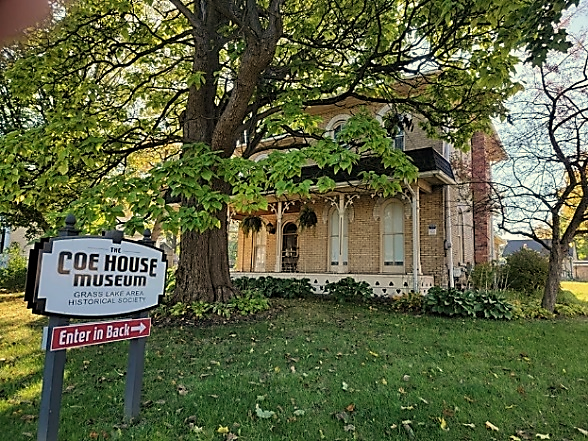 THE
COE HOUSE
MUSEUM
GRASS LAKE AREA
HISTORICAL SOCIETY
Enter in Back